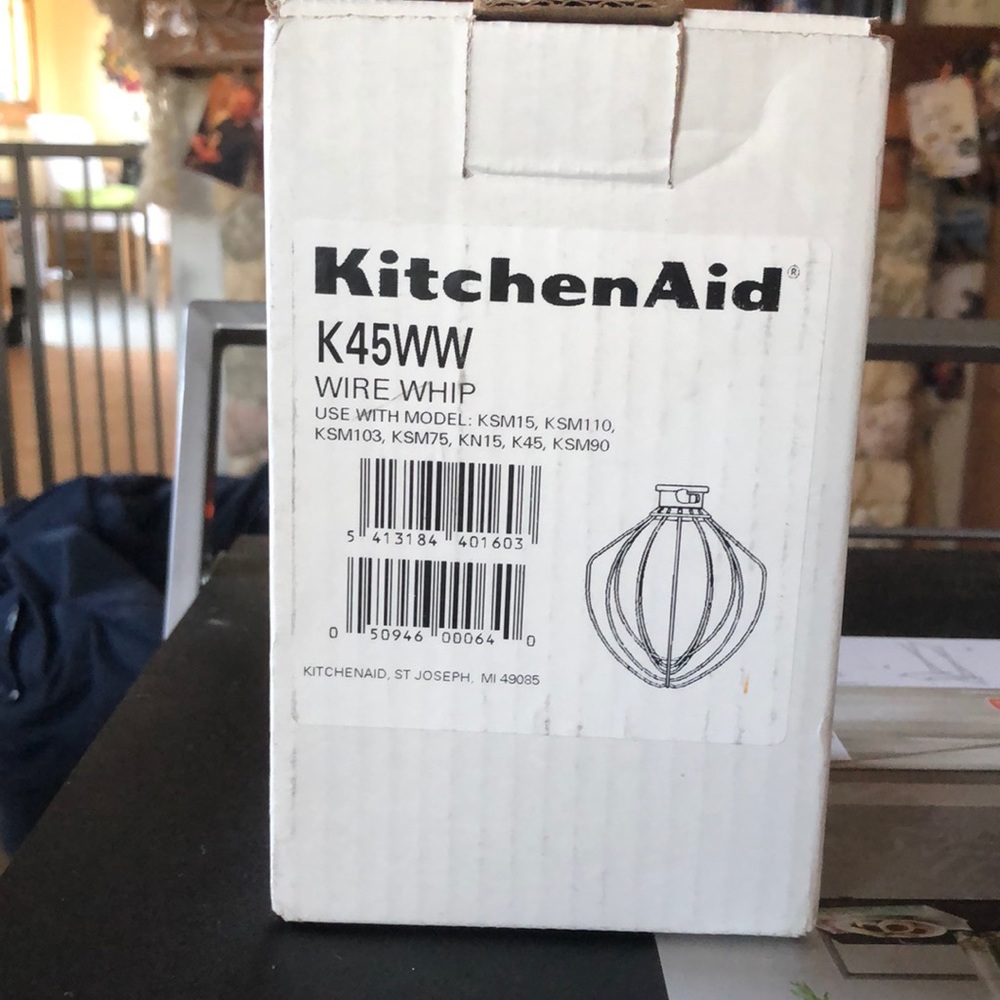 KitchenAid®
K45WW
WIRE WHIP
USE WITH MODEL: KSM15, KSM110,
KSM103, KSM75, KN15, K45, KSM90
5 413184 401603
0 50946 00064 0
KITCHENAID, ST JOSEPH, MI 49085